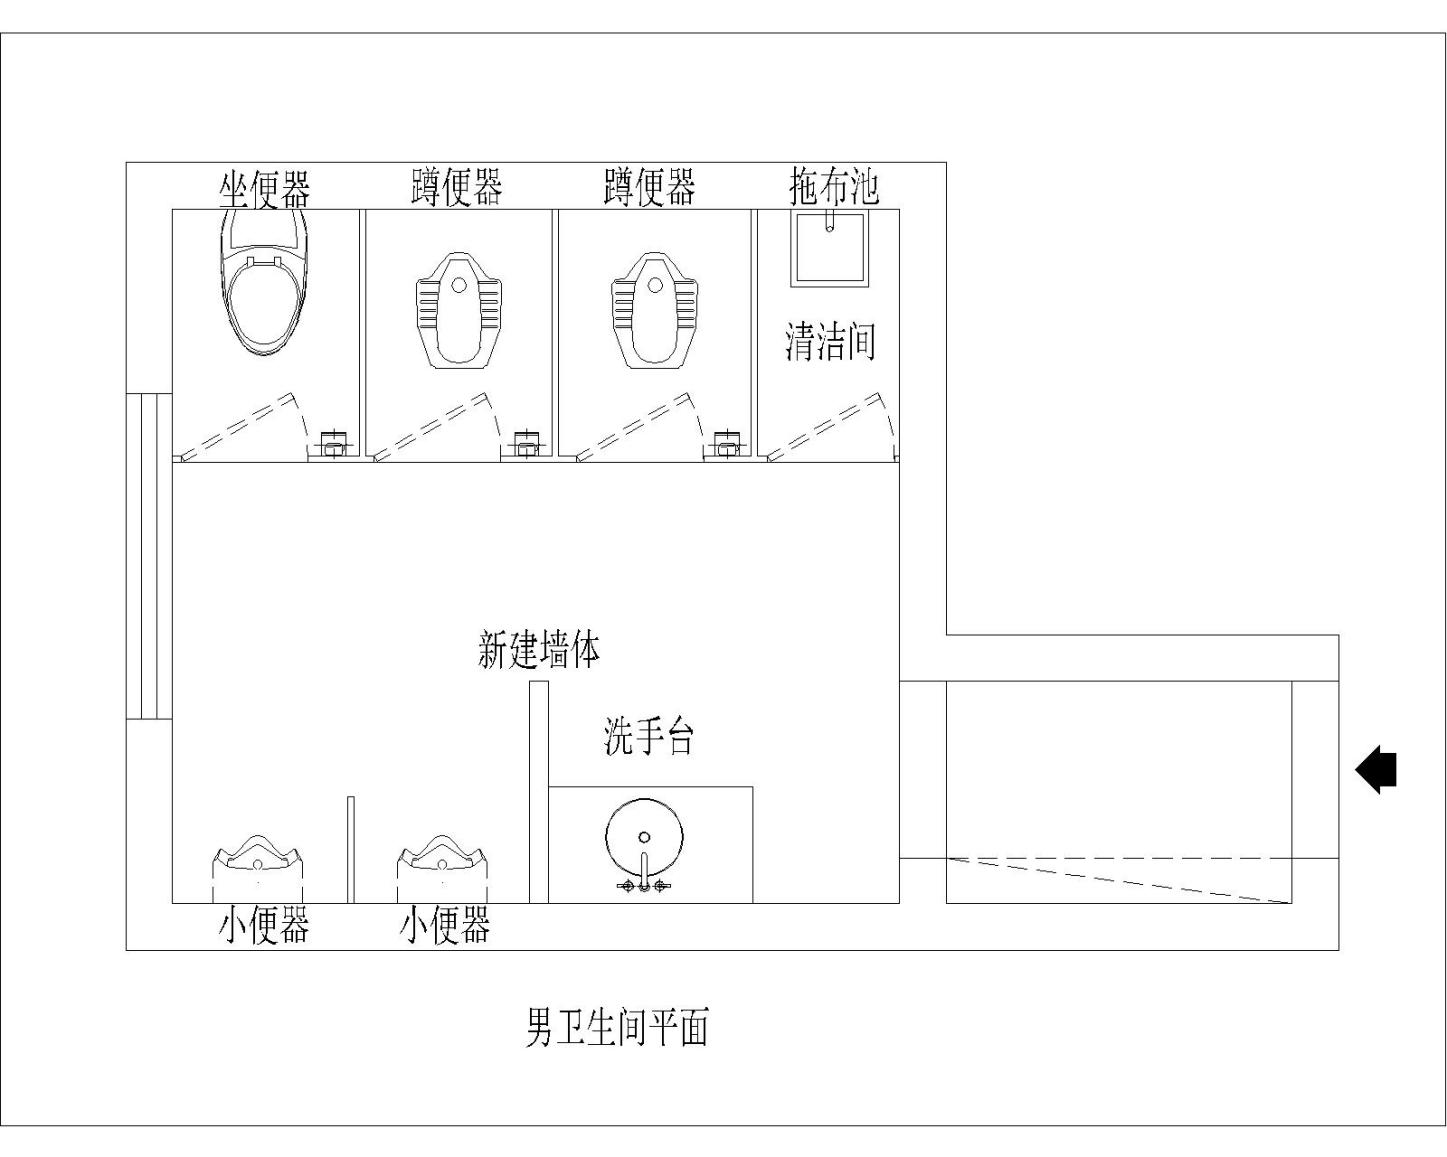 坐便器
蹲便器
蹲便器
拖布池
清洁间
新建墙体
洗手台
小便器
小便器
男卫生间平面